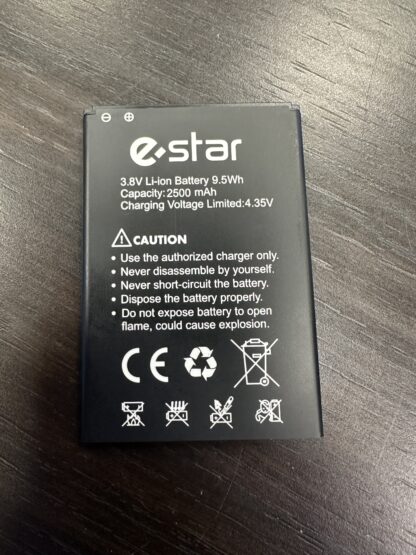 ⊖ ⊕
e-star
3.8V Li-ion Battery 9.5Wh
Capacity:2500 mAh
Charging Voltage Limited:4.35V
CAUTION
• Use the authorized charger only.
• Never disassemble by yourself.
• Never short-circuit the battery.
• Dispose the battery properly.
• Do not expose battery to open
flame, could cause explosion.
CE